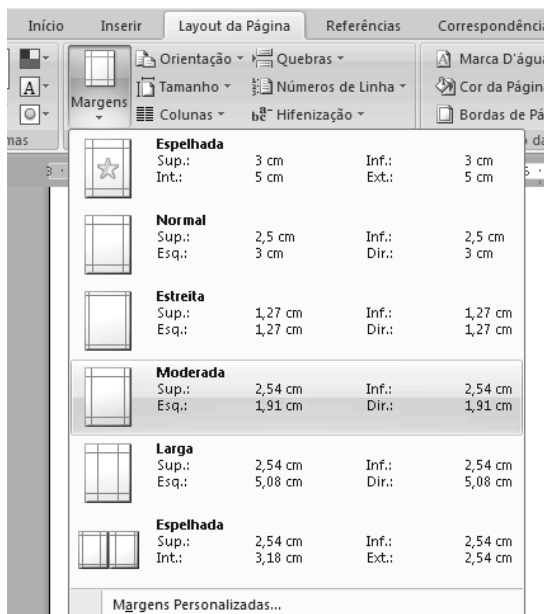 Início Inserir Layout da Página Referências Correspondência
Orientação Quebras Marca D'água
Tamanho Números de Linha Cor da Página
Margens
Colunas Hifenização Bordas de Pá
mas da
Espelhada
Sup.: 3 cm Inf.: 3 cm
Int.: 5 cm Ext.: 5 cm
Normal
Sup.: 2,5 cm Inf.: 2,5 cm
Esq.: 3 cm Dir.: 3 cm
Estreita
Sup.: 1,27 cm Inf.: 1,27 cm
Esq.: 1,27 cm Dir.: 1,27 cm
Moderada
Sup.: 2,54 cm Inf.: 2,54 cm
Esq.: 1,91 cm Dir.: 1,91 cm
Larga
Sup.: 2,54 cm Inf.: 2,54 cm
Esq.: 5,08 cm Dir.: 5,08 cm
Espelhada
Sup.: 2,54 cm Inf.: 2,54 cm
Int.: 3,18 cm Ext.: 2,54 cm
Margens Personalizadas...